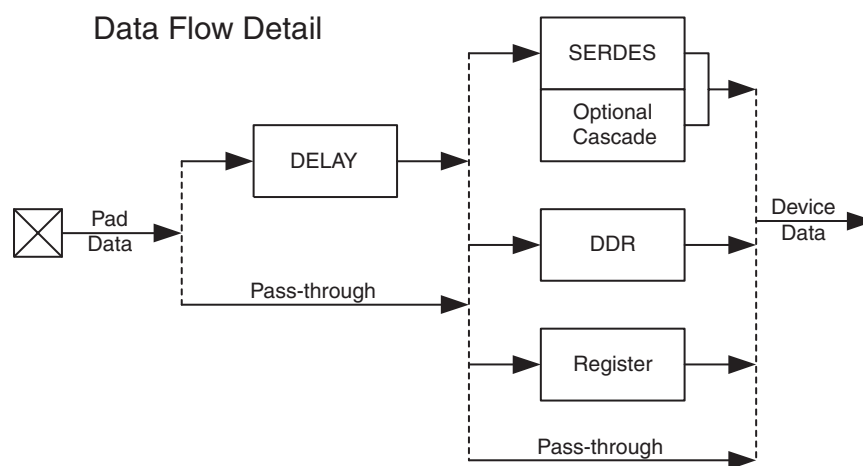 Data Flow Detail
SERDES
Optional
Cascade
DELAY
Pad
Data
Device
Data
DDR
Pass-through
Register
Pass-through